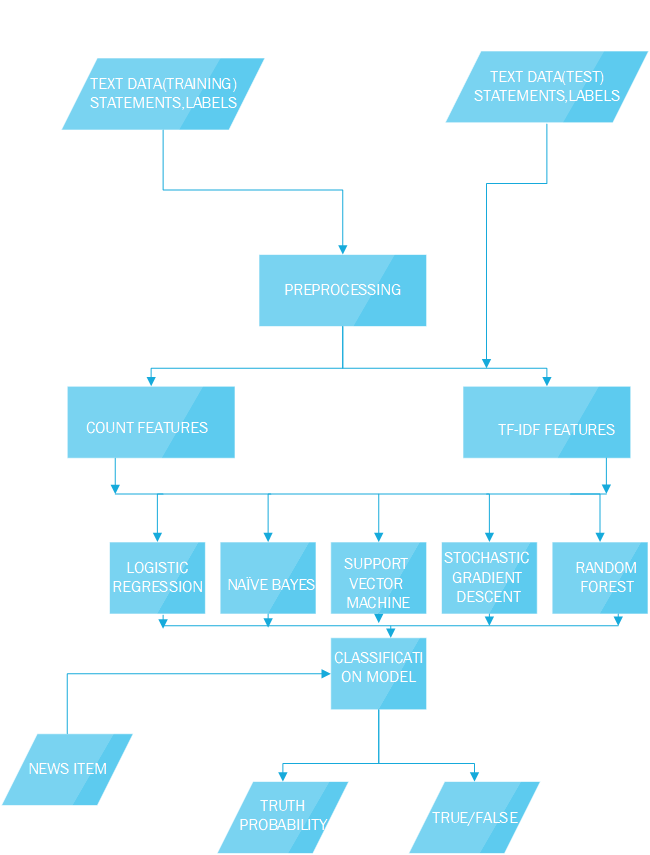 TEXT DATA(TRAINING)
STATEMENTS,LABELS
TEXT DATA(TEST)
STATEMENTS,LABELS
PREPROCESSING
COUNT FEATURES
TF-IDF FEATURES
LOGISTIC
REGRESSION
NAÏVE BAYES
SUPPORT
VECTOR
MACHINE
STOCHASTIC
GRADIENT
DESCENT
RANDOM
FOREST
CLASSIFICATI
ON MODEL
NEWS ITEM
TRUTH
PROBABILITY
TRUE/FALSE